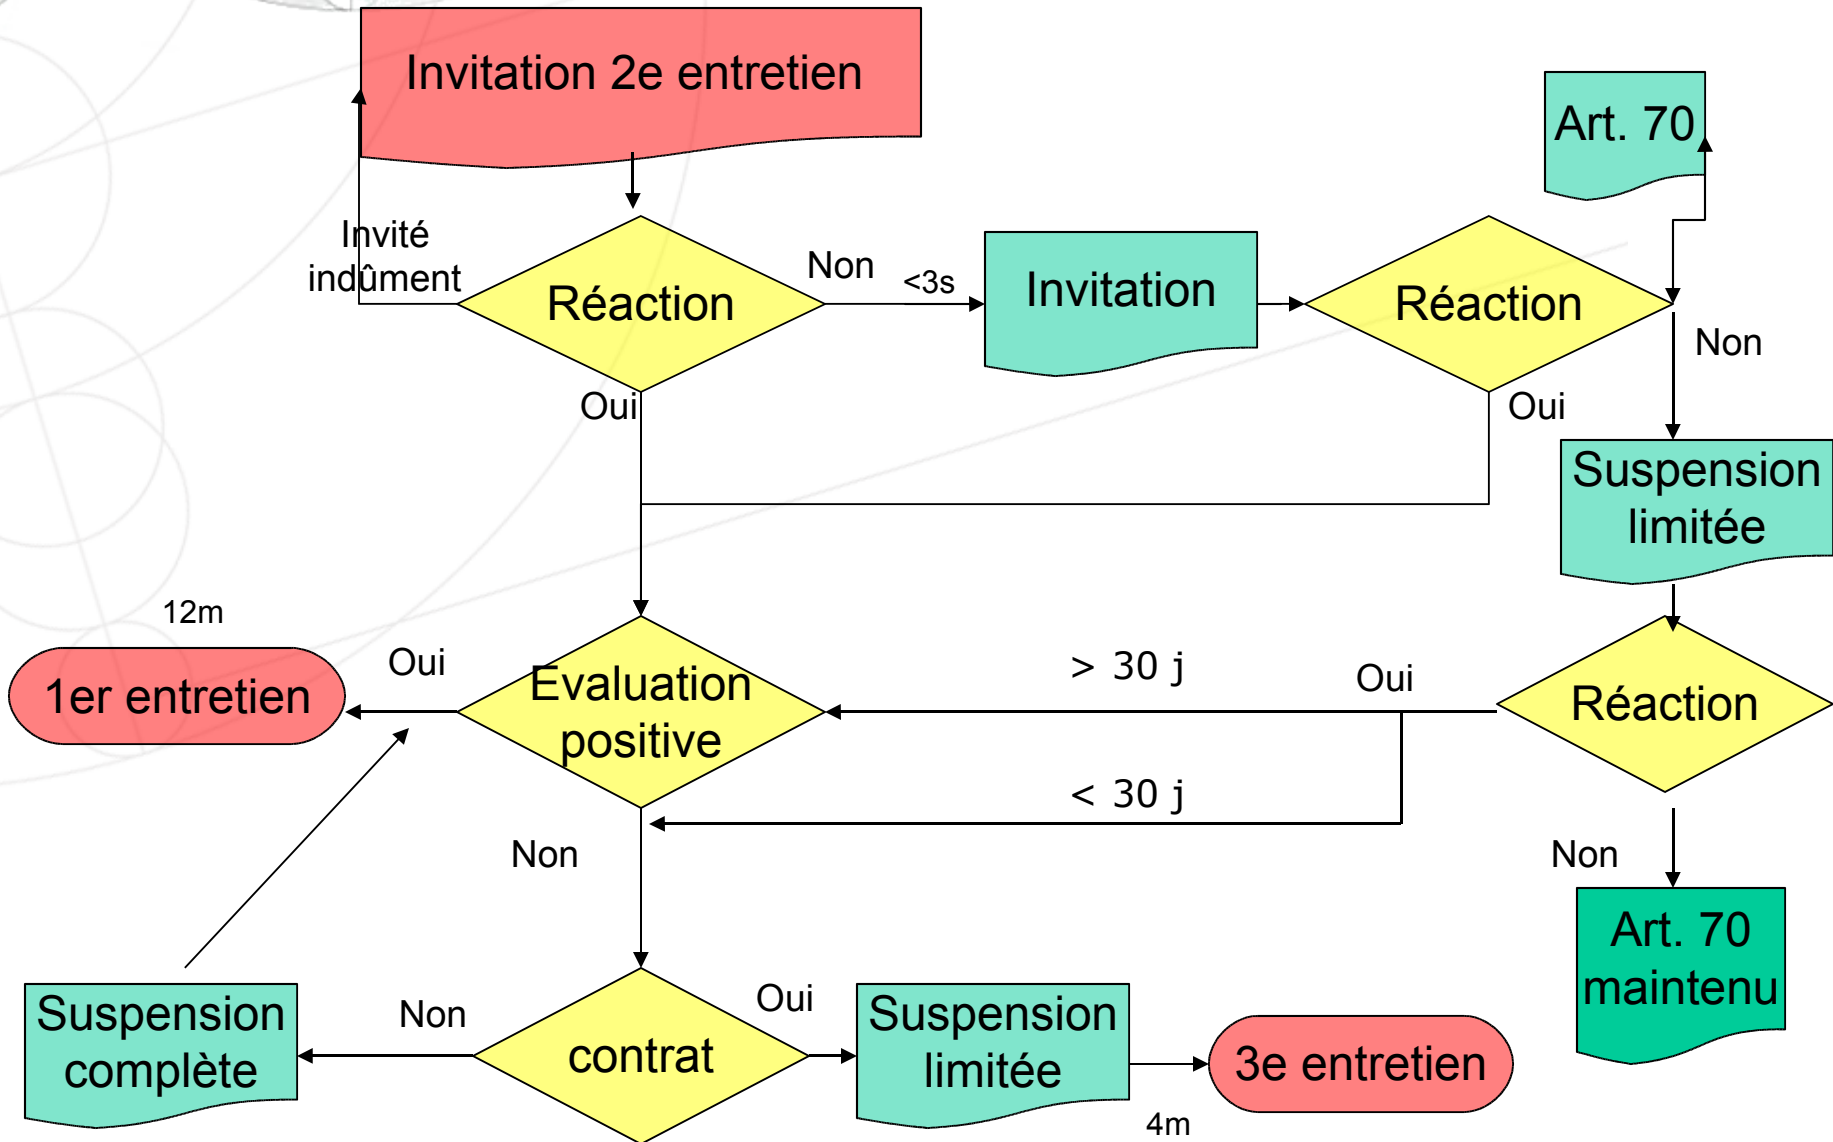 Invitation 2e entretien
Art. 70
Invité
indûment
Réaction
Non
<3s
Invitation
Réaction
Non
Oui
Oui
Suspension
limitée
12m
1er entretien
Oui
Evaluation
positive
> 30 j
Oui
Réaction
< 30 j
Non
Non
Art. 70
maintenu
Suspension
complète
Non
contrat
Oui
Suspension
limitée
3e entretien
4m